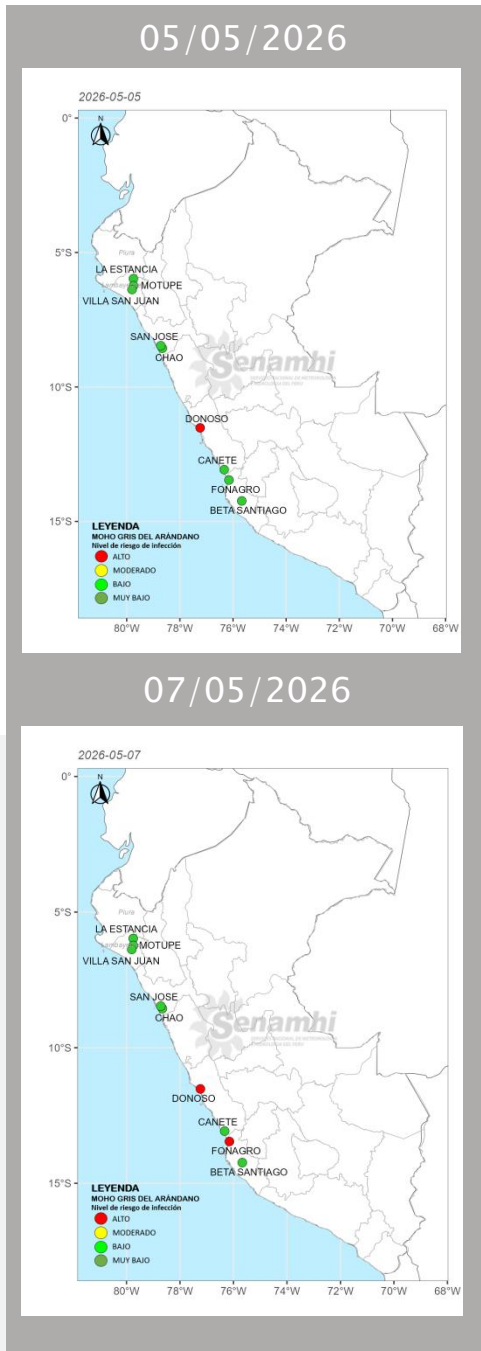 05/05/2026
2026-05-05
N
0°
Piura
5°S
LA ESTANCIA
MOTUPE
VILLA SAN JUAN
SAN JOSE
CHAO
Senamhi
10°S
DONOSO
CANETE
FONAGRO
BETA SANTIAGO
15°S
LEYENDA
MOHO GRIS DEL ARÁNDANO
Nivel de riesgo de infección
ALTO
MODERADO
BAJO
MUY BAJO
80°W 78°W 76°W 74°W 72°W 70°W 68°W
07/05/2026
2026-05-07
N
0°
Piura
5°S
LA ESTANCIA
MOTUPE
VILLA SAN JUAN
SAN JOSE
CHAO
Senamhi
10°S
DONOSO
CANETE
FONAGRO
BETA SANTIAGO
15°S
LEYENDA
MOHO GRIS DEL ARÁNDANO
Nivel de riesgo de infección
ALTO
MODERADO
BAJO
MUY BAJO
80°W 78°W 76°W 74°W 72°W 70°W 68°W